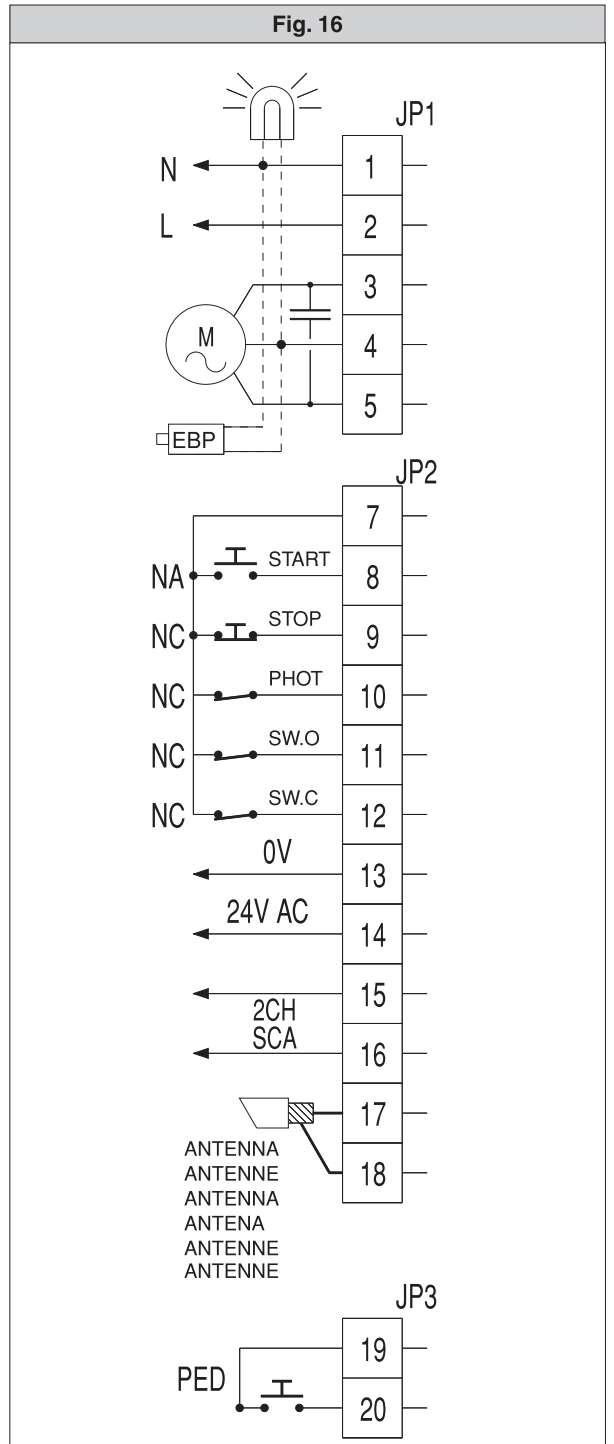 Fig. 16
JP1
N 1
L 2
3
M 4
5
EBP
JP2
7
NA START 8
NC STOP 9
NC PHOT 10
NC SW.O 11
NC SW.C 12
0V 13
24V AC 14
15
2CH
SCA 16
17
18
ANTENNA
ANTENNE
ANTENNA
ANTENA
ANTENNE
ANTENNE
JP3
19
PED 20